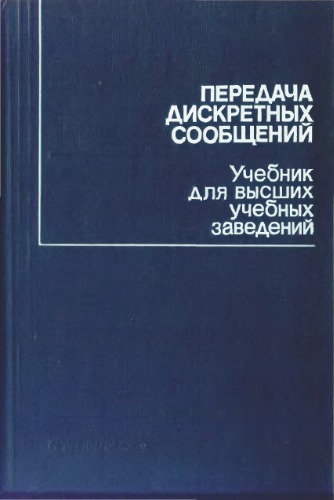 ПЕРЕДАЧА
ДИСКРЕТНЫХ
СООБЩЕНИЙ
Учебник
для высших
учебных
заведений